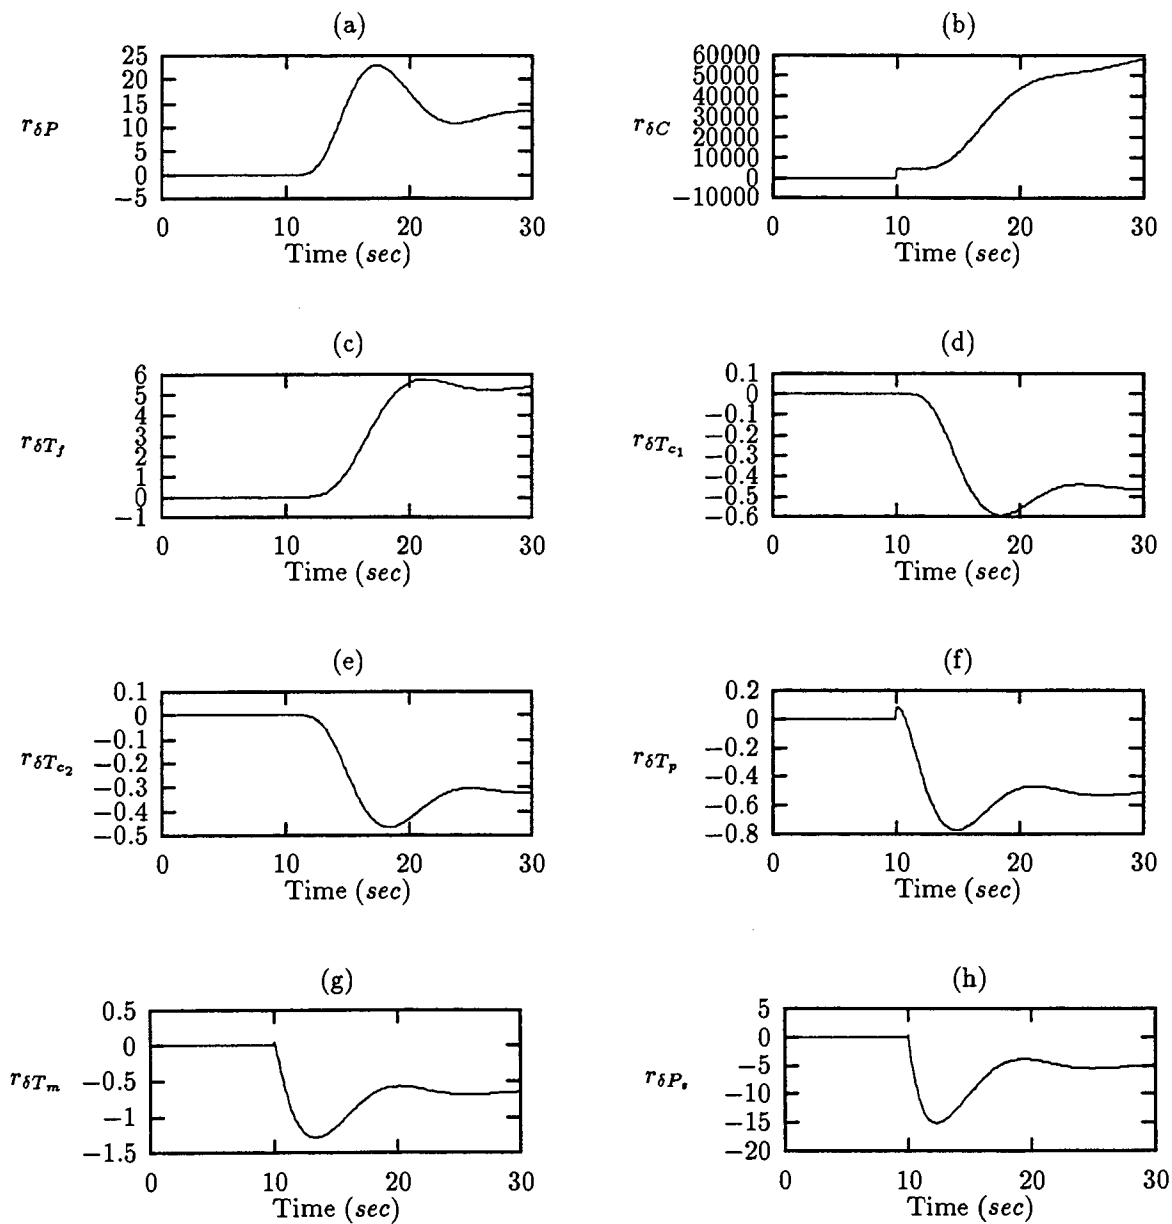 (a)
25
20
15
10
5
0
−5
r_{δP}
0 10 20 30
Time (sec)
(b)
60000
50000
40000
30000
20000
10000
0
−10000
r_{δC}
0 10 20 30
Time (sec)
(c)
6
5
4
3
2
1
0
−1
r_{δT_f}
0 10 20 30
Time (sec)
(d)
0.1
0
−0.1
−0.2
−0.3
−0.4
−0.5
−0.6
r_{δT_{c_1}}
0 10 20 30
Time (sec)
(e)
0.1
0
−0.1
−0.2
−0.3
−0.4
−0.5
r_{δT_{c_2}}
0 10 20 30
Time (sec)
(f)
0.2
0
−0.2
−0.4
−0.6
−0.8
r_{δT_p}
0 10 20 30
Time (sec)
(g)
0.5
0
−0.5
−1
−1.5
r_{δT_m}
0 10 20 30
Time (sec)
(h)
5
0
−5
−10
−15
−20
r_{δP_s}
0 10 20 30
Time (sec)